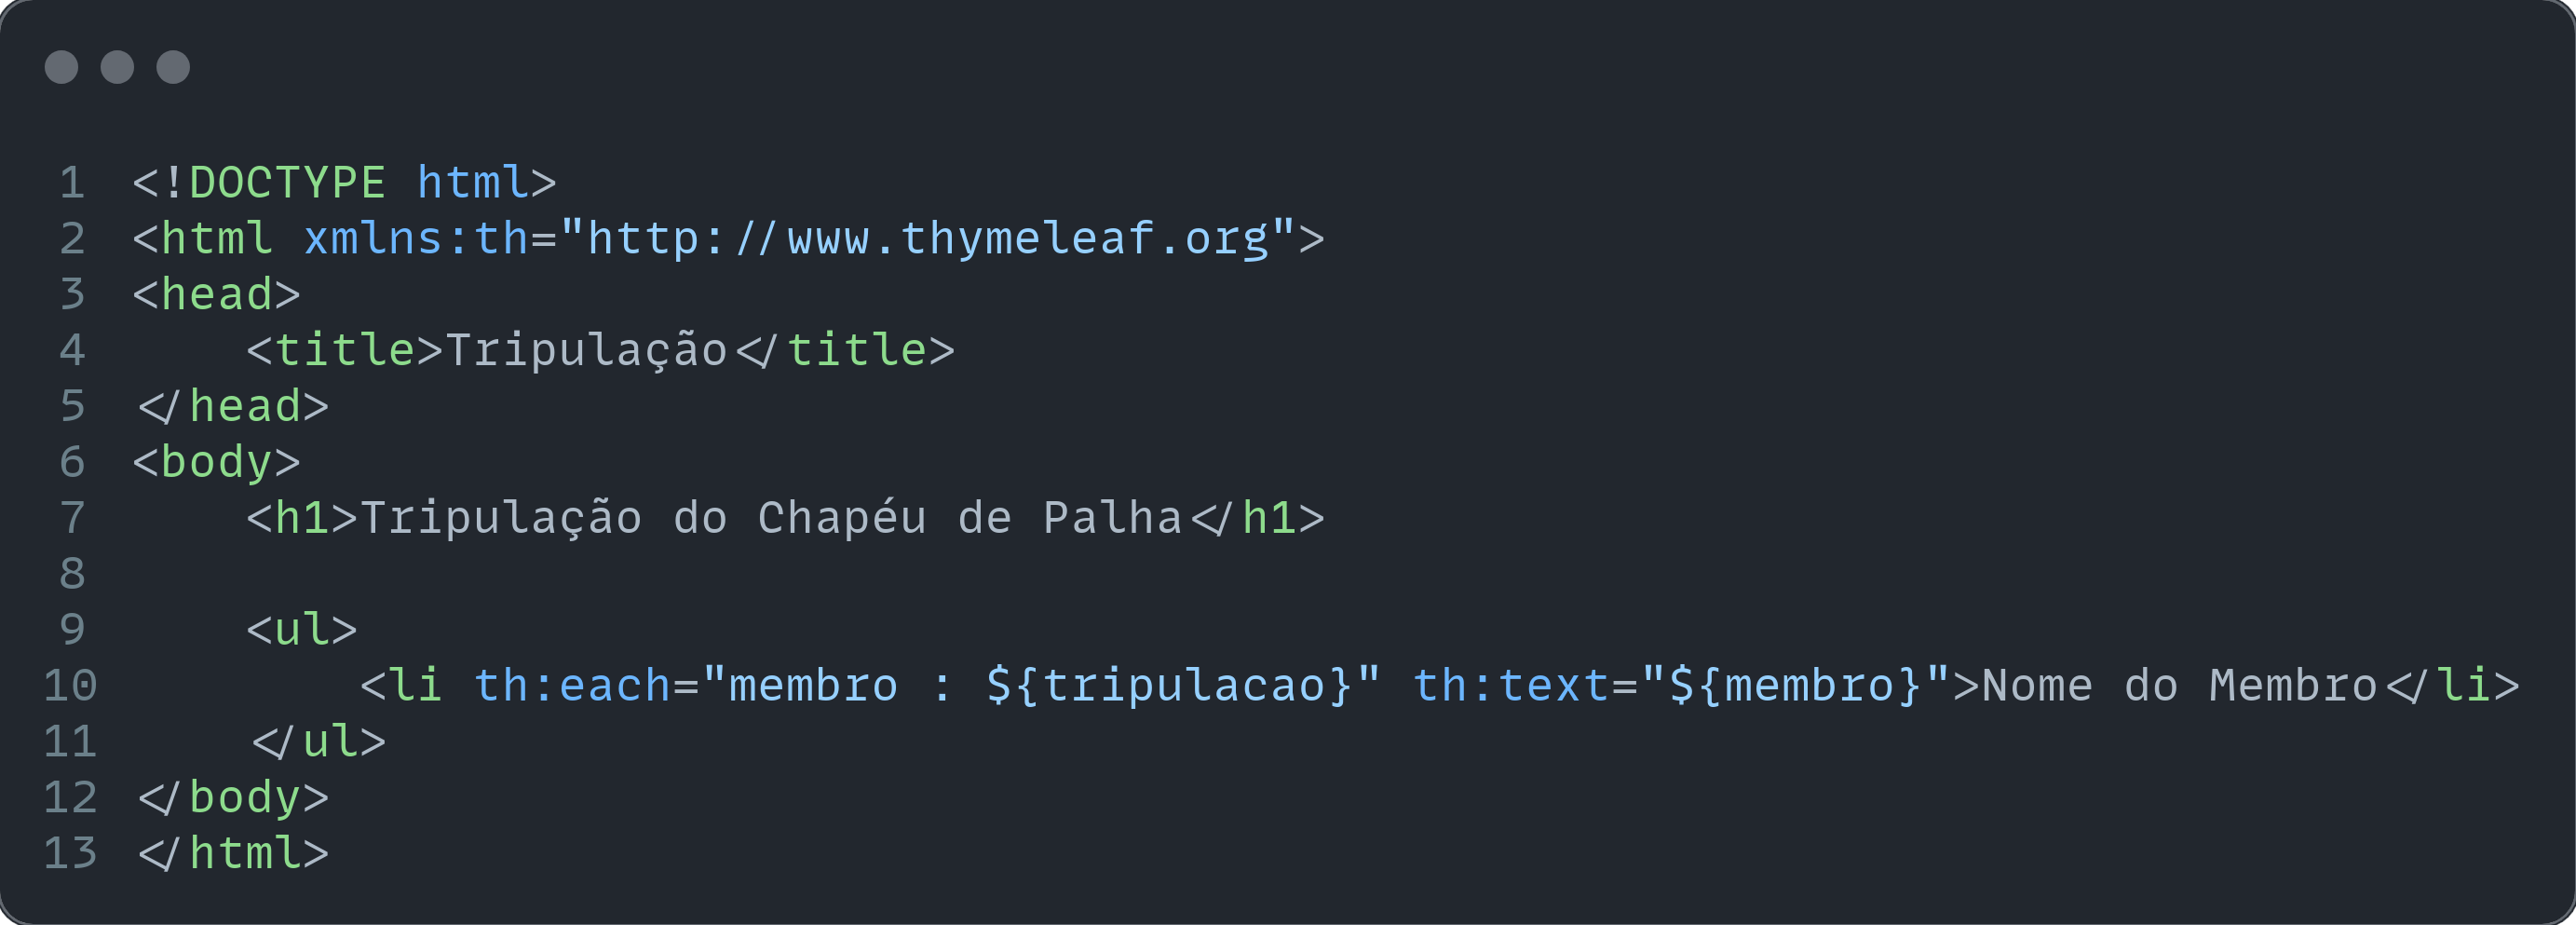 1 <!DOCTYPE html>
2 <html xmlns:th="http://www.thymeleaf.org">
3 <head>
4     <title>Tripulação</title>
5 </head>
6 <body>
7     <h1>Tripulação do Chapéu de Palha</h1>
8
9     <ul>
10         <li th:each="membro : ${tripulacao}" th:text="${membro}">Nome do Membro</li>
11     </ul>
12 </body>
13 </html>